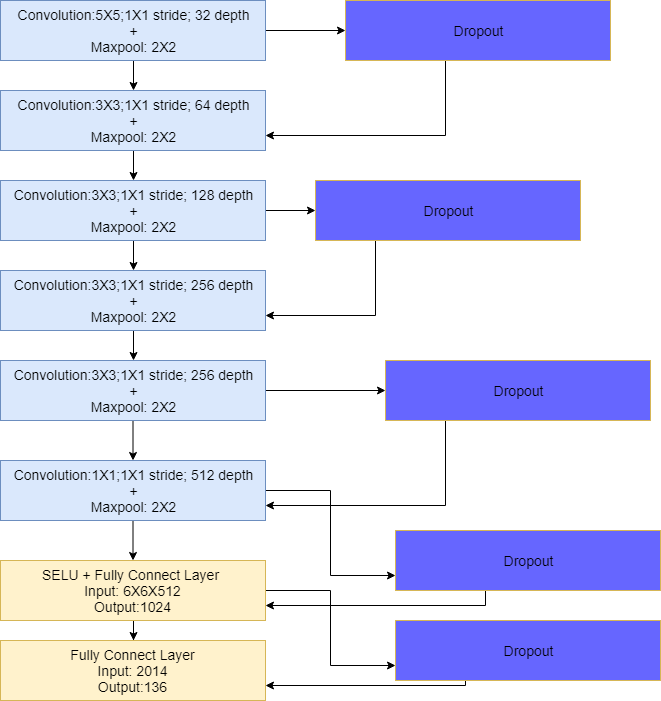 Convolution:5X5;1X1 stride; 32 depth
+
Maxpool: 2X2
Dropout
Convolution:3X3;1X1 stride; 64 depth
+
Maxpool: 2X2
Convolution:3X3;1X1 stride; 128 depth
+
Maxpool: 2X2
Dropout
Convolution:3X3;1X1 stride; 256 depth
+
Maxpool: 2X2
Convolution:3X3;1X1 stride; 256 depth
+
Maxpool: 2X2
Dropout
Convolution:1X1;1X1 stride; 512 depth
+
Maxpool: 2X2
Dropout
SELU + Fully Connect Layer
Input: 6X6X512
Output:1024
Dropout
Fully Connect Layer
Input: 2014
Output:136